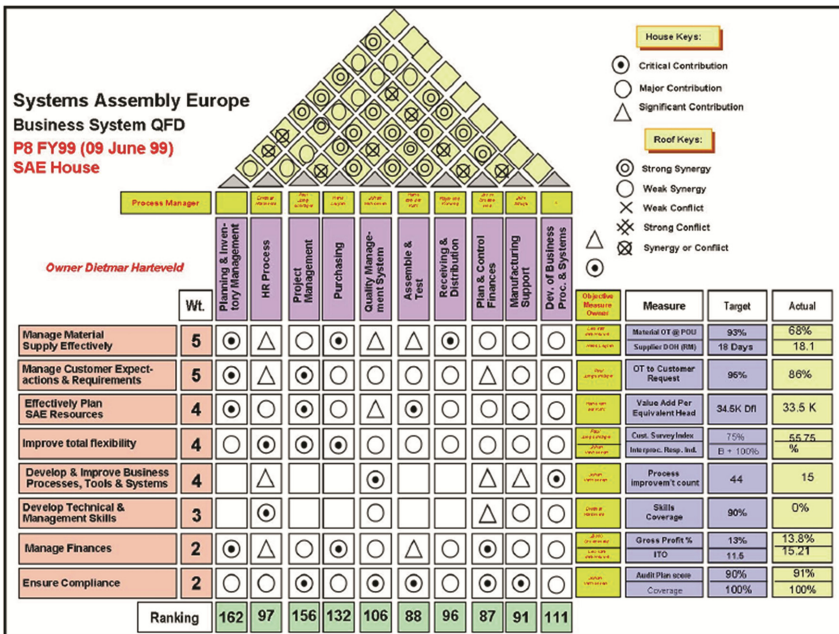 House Keys:
Critical Contribution
Major Contribution
Significant Contribution
Roof Keys:
Strong Synergy
Weak Synergy
Weak Conflict
Strong Conflict
Synergy or Conflict
Systems Assembly Europe
Business System QFD
P8 FY99 (09 June 99)
SAE House
Process Manager
Owner Dietmar Harteveld
Wt.
Planning & Inven-
tory Management
HR Process
Project
Management
Purchasing
Quality Manage-
ment System
Assemble &
Test
Receiving &
Distribution
Plan & Control
Finances
Manufacturing
Support
Dev. of Business
Proc. & Systems
Objective
Measure
Owner
Measure
Target
Actual
Manage Material
Supply Effectively
5
Material OT @ POU
93%
68%
Supplier DOH (RM)
18 Days
18.1
Manage Customer Expect-
actions & Requirements
5
OT to Customer
Request
96%
86%
Effectively Plan
SAE Resources
4
Value Add Per
Equivalent Head
34.5K Dfl
33.5 K
Improve total flexibility
4
Cust. Survey Index
75%
55.75
%
Interproc. Resp. Ind.
B + 100%
Develop & Improve Business
Processes, Tools & Systems
4
Process
improvem't count
44
15
Develop Technical &
Management Skills
3
Skills
Coverage
90%
0%
Manage Finances
2
Gross Profit %
13%
13.8%
ITO
11.5
15.21
Ensure Compliance
2
Audit Plan score
90%
91%
Coverage
100%
100%
Ranking
162
97
156
132
106
88
96
87
91
111